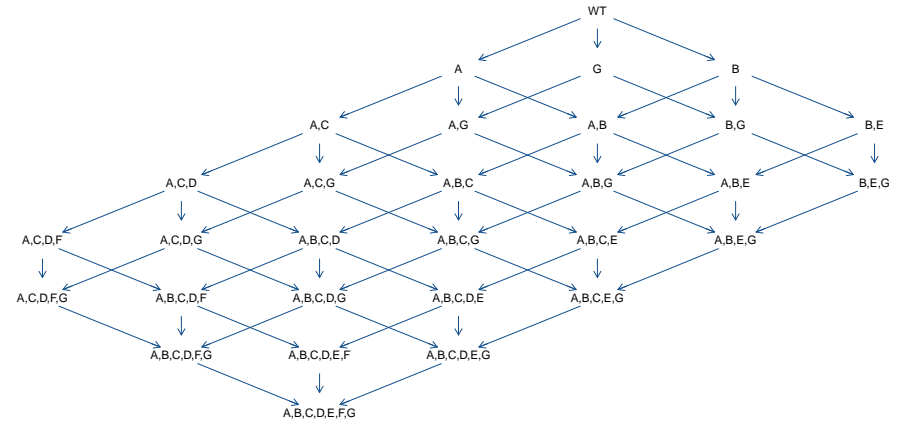 WT
A G B
A,C A,G A,B B,G B,E
A,C,D A,C,G A,B,C A,B,G A,B,E B,E,G
A,C,D,F A,C,D,G A,B,C,D A,B,C,G A,B,C,E A,B,E,G
A,C,D,F,G A,B,C,D,F A,B,C,D,G A,B,C,D,E A,B,C,E,G
A,B,C,D,F,G A,B,C,D,E,F A,B,C,D,E,G
A,B,C,D,E,F,G